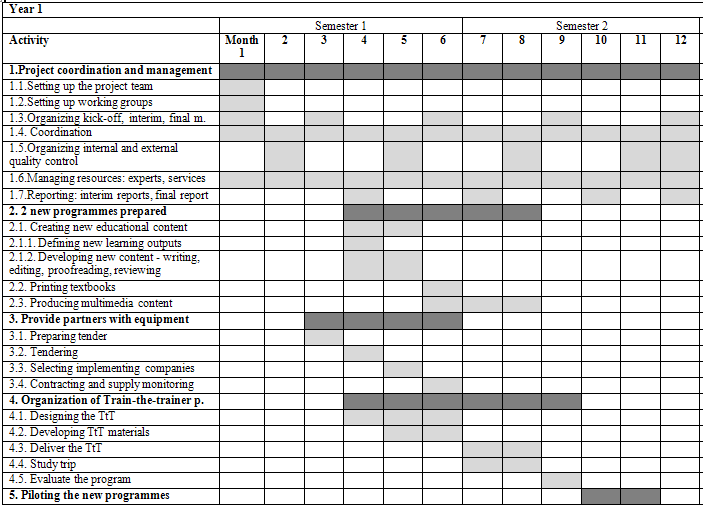 Year 1
Semester 1 Semester 2
Activity Month 1 2 3 4 5 6 7 8 9 10 11 12
1.Project coordination and management
1.1.Setting up the project team
1.2.Setting up working groups
1.3.Organizing kick-off, interim, final m.
1.4. Coordination
1.5.Organizing internal and external
quality control
1.6.Managing resources: experts, services
1.7.Reporting: interim reports, final report
2. 2 new programmes prepared
2.1. Creating new educational content
2.1.1. Defining new learning outputs
2.1.2. Developing new content - writing,
editing, proofreading, reviewing
2.2. Printing textbooks
2.3. Producing multimedia content
3. Provide partners with equipment
3.1. Preparing tender
3.2. Tendering
3.3. Selecting implementing companies
3.4. Contracting and supply monitoring
4. Organization of Train-the-trainer p.
4.1. Designing the TtT
4.2. Developing TtT materials
4.3. Deliver the TtT
4.4. Study trip
4.5. Evaluate the program
5. Piloting the new programmes